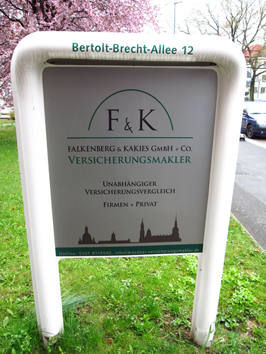 Bertolt-Brecht-Allee 12
F&K
FALKENBERG & KAKIES GMBH + CO.
VERSICHERUNGSMAKLER
UNABHÄNGIGER
VERSICHERUNGSVERGLEICH
FIRMEN + PRIVAT